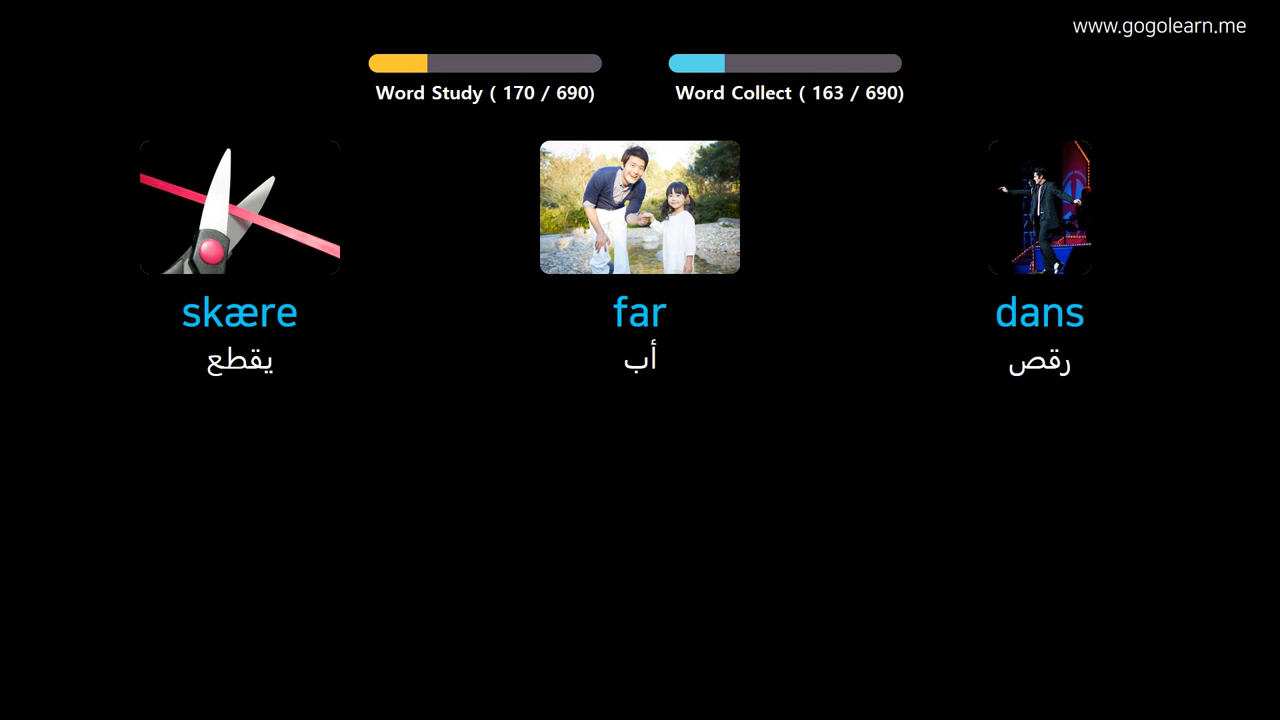 www.gogolearn.me
Word Study ( 170 / 690)
Word Collect ( 163 / 690)
skære
far
dans
يقطع
أب
رقص